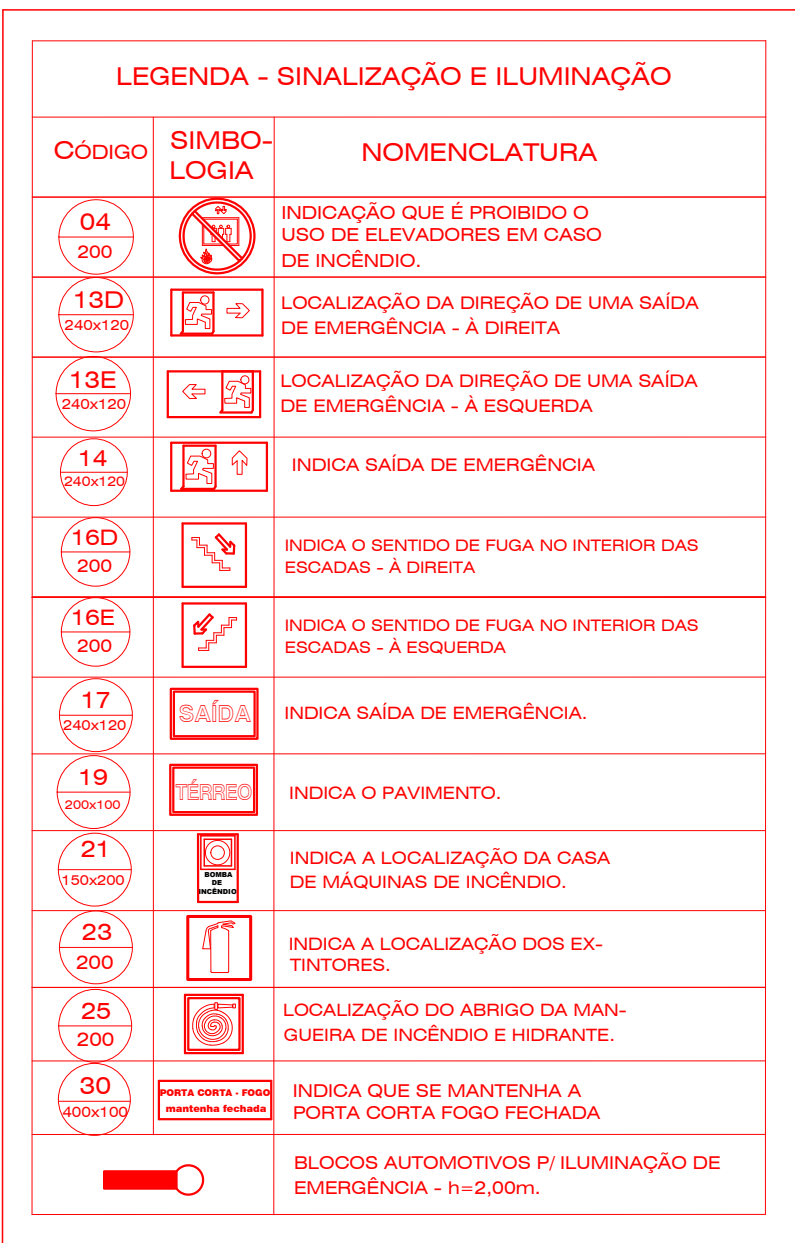 LEGENDA - SINALIZAÇÃO E ILUMINAÇÃO
CÓDIGO
SIMBO-
LOGIA
NOMENCLATURA
04
200
INDICAÇÃO QUE É PROIBIDO O
USO DE ELEVADORES EM CASO
DE INCÊNDIO.
13D
240x120
LOCALIZAÇÃO DA DIREÇÃO DE UMA SAÍDA
DE EMERGÊNCIA - À DIREITA
13E
240x120
LOCALIZAÇÃO DA DIREÇÃO DE UMA SAÍDA
DE EMERGÊNCIA - À ESQUERDA
14
240x120
INDICA SAÍDA DE EMERGÊNCIA
16D
200
INDICA O SENTIDO DE FUGA NO INTERIOR DAS
ESCADAS - À DIREITA
16E
200
INDICA O SENTIDO DE FUGA NO INTERIOR DAS
ESCADAS - À ESQUERDA
17
240x120
SAÍDA
INDICA SAÍDA DE EMERGÊNCIA.
19
200x100
TÉRREO
INDICA O PAVIMENTO.
21
150x200
BOMBA
DE
INCÊNDIO
INDICA A LOCALIZAÇÃO DA CASA
DE MÁQUINAS DE INCÊNDIO.
23
200
INDICA A LOCALIZAÇÃO DOS EX-
TINTORES.
25
200
LOCALIZAÇÃO DO ABRIGO DA MAN-
GUEIRA DE INCÊNDIO E HIDRANTE.
30
400x100
PORTA CORTA - FOGO
mantenha fechada
INDICA QUE SE MANTENHA A
PORTA CORTA FOGO FECHADA
BLOCOS AUTOMOTIVOS P/ ILUMINAÇÃO DE
EMERGÊNCIA - h=2,00m.